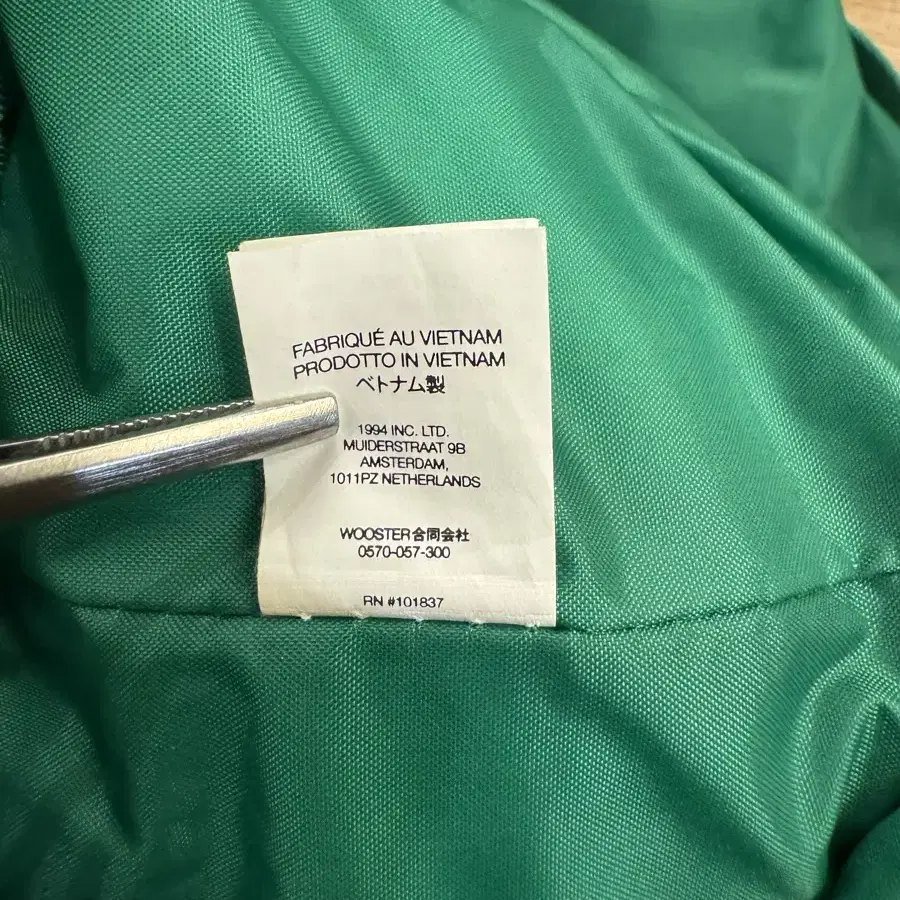 FABRIQUÉ AU VIETNAM
PRODOTTO IN VIETNAM
ベトナム製
1994 INC. LTD.
MUIDERSTRAAT 9B
AMSTERDAM,
1011PZ NETHERLANDS
WOOSTER合同会社
0570-057-300
RN #101837